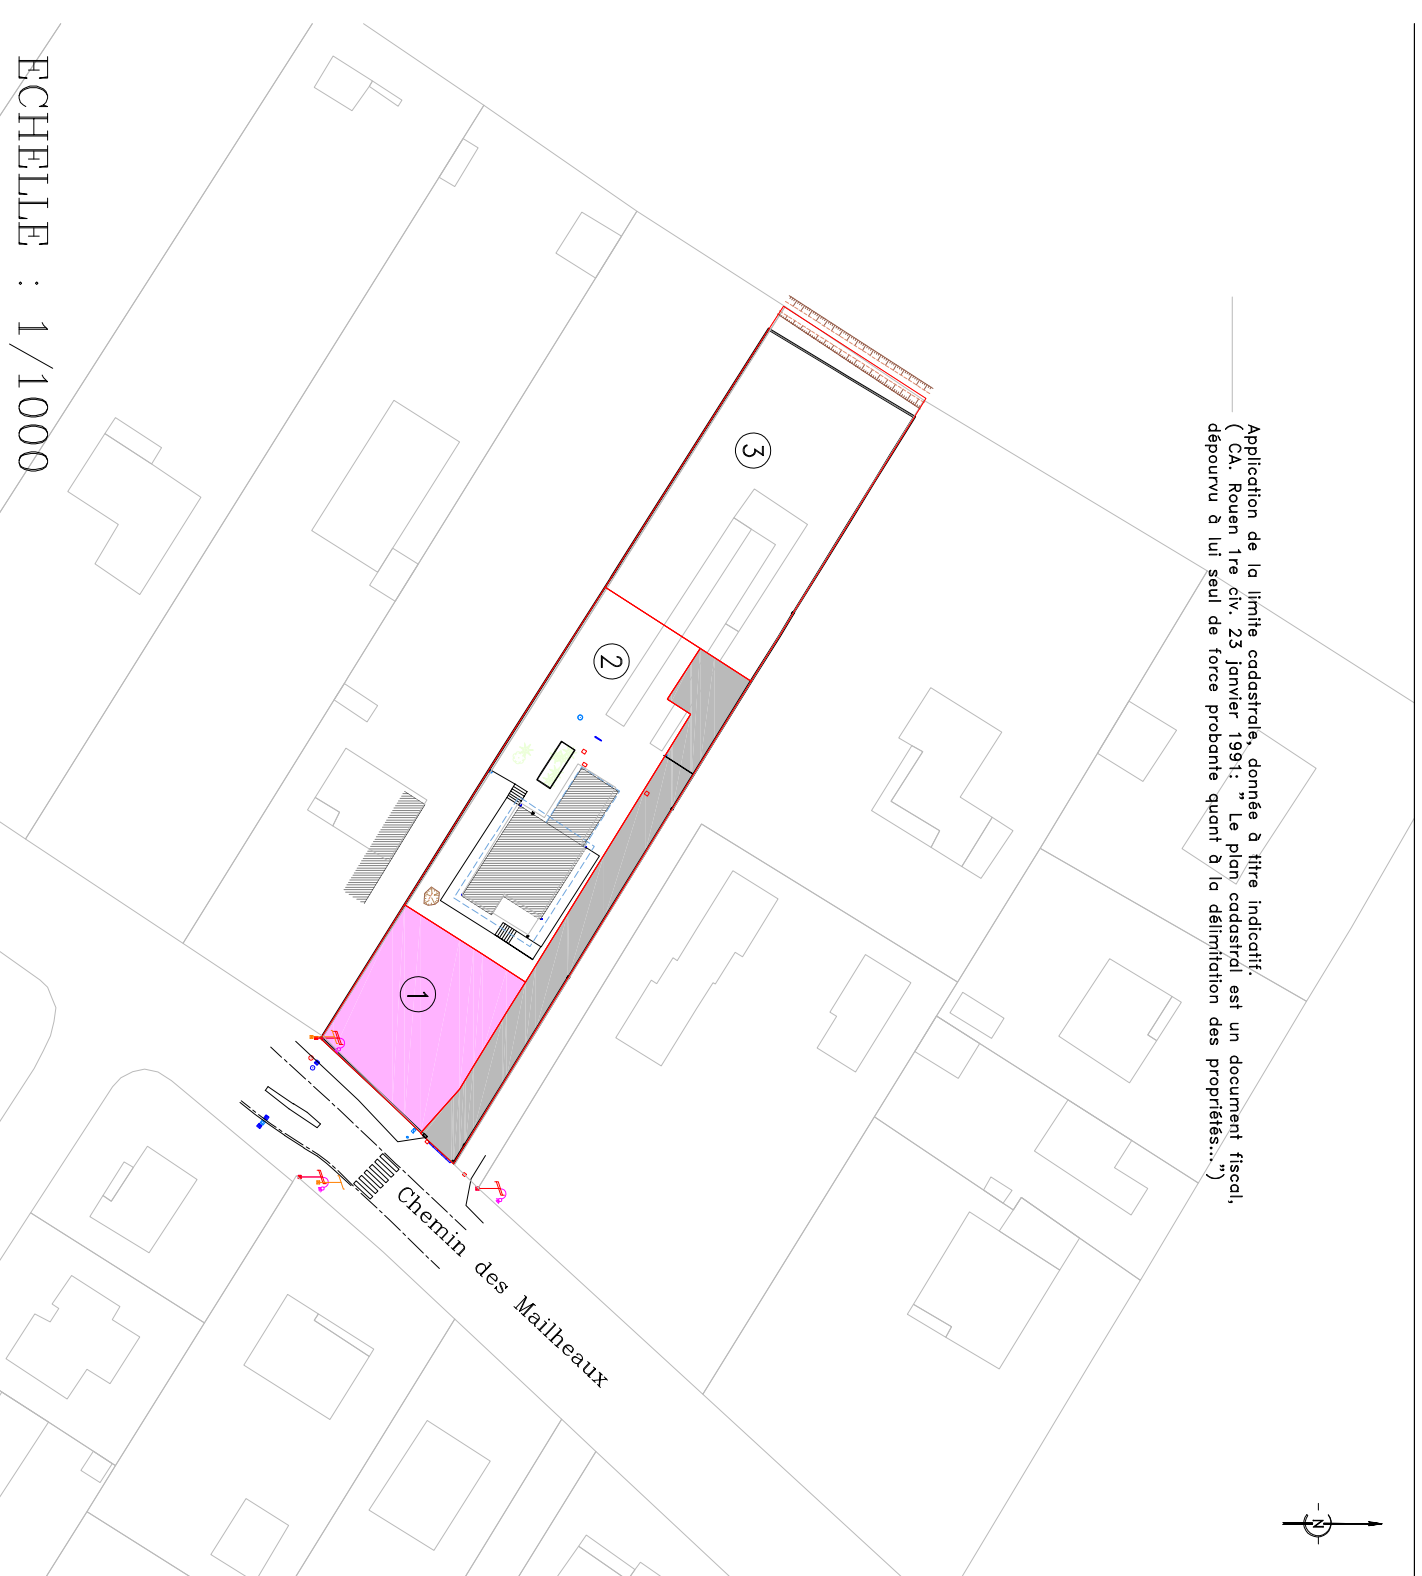 Application de la limite cadastrale, donnée à titre indicatif.
( CA. Rouen 1re civ. 23 janvier 1991: " Le plan cadastral est un document fiscal,
dépourvu à lui seul de force probante quant à la délimitation des propriétés... ")
3
2
1
Chemin des Mailheaux
N
ECHELLE : 1/1000